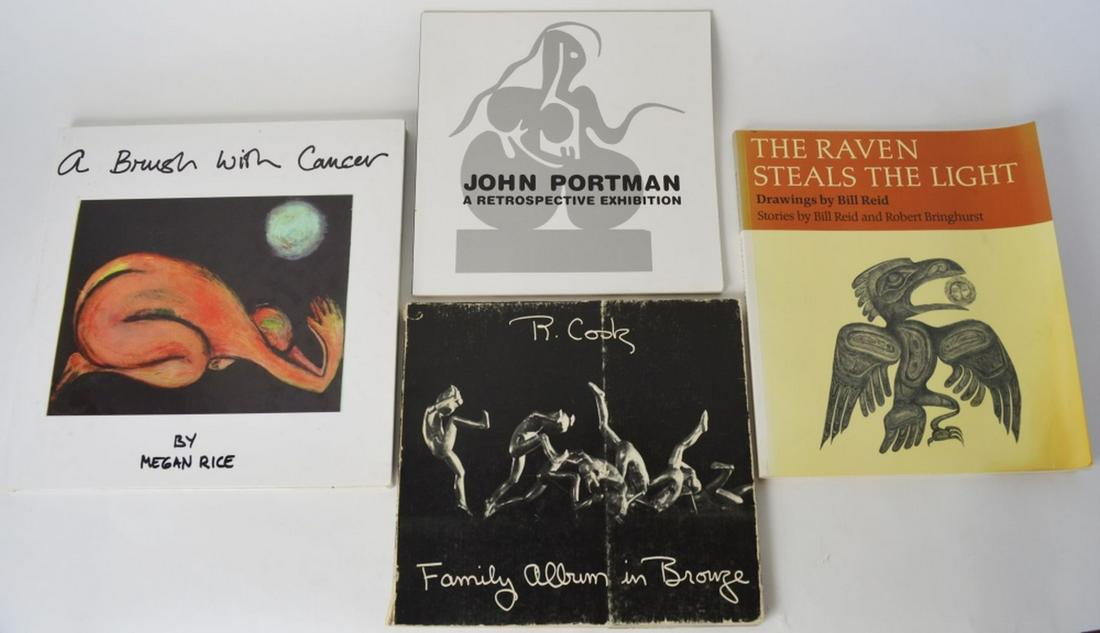 a Brush With Cancer
BY
MEGAN RICE
JOHN PORTMAN
A RETROSPECTIVE EXHIBITION
R. Cook
Family Album in Bronze
THE RAVEN
STEALS THE LIGHT
Drawings by Bill Reid
Stories by Bill Reid and Robert Bringhurst